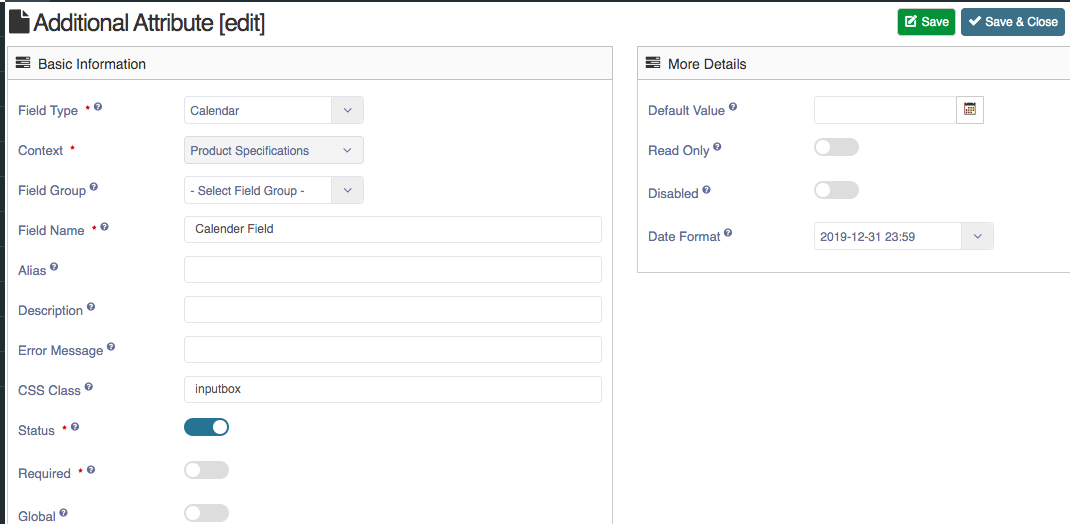 Additional Attribute [edit]
Save
Save & Close
Basic Information
Field Type * ?
Calendar
Context *
Product Specifications
Field Group ?
- Select Field Group -
Field Name * ?
Calender Field
Alias ?
Description ?
Error Message ?
CSS Class ?
inputbox
Status * ?
Required * ?
Global ?
More Details
Default Value ?
Read Only ?
Disabled ?
Date Format ?
2019-12-31 23:59